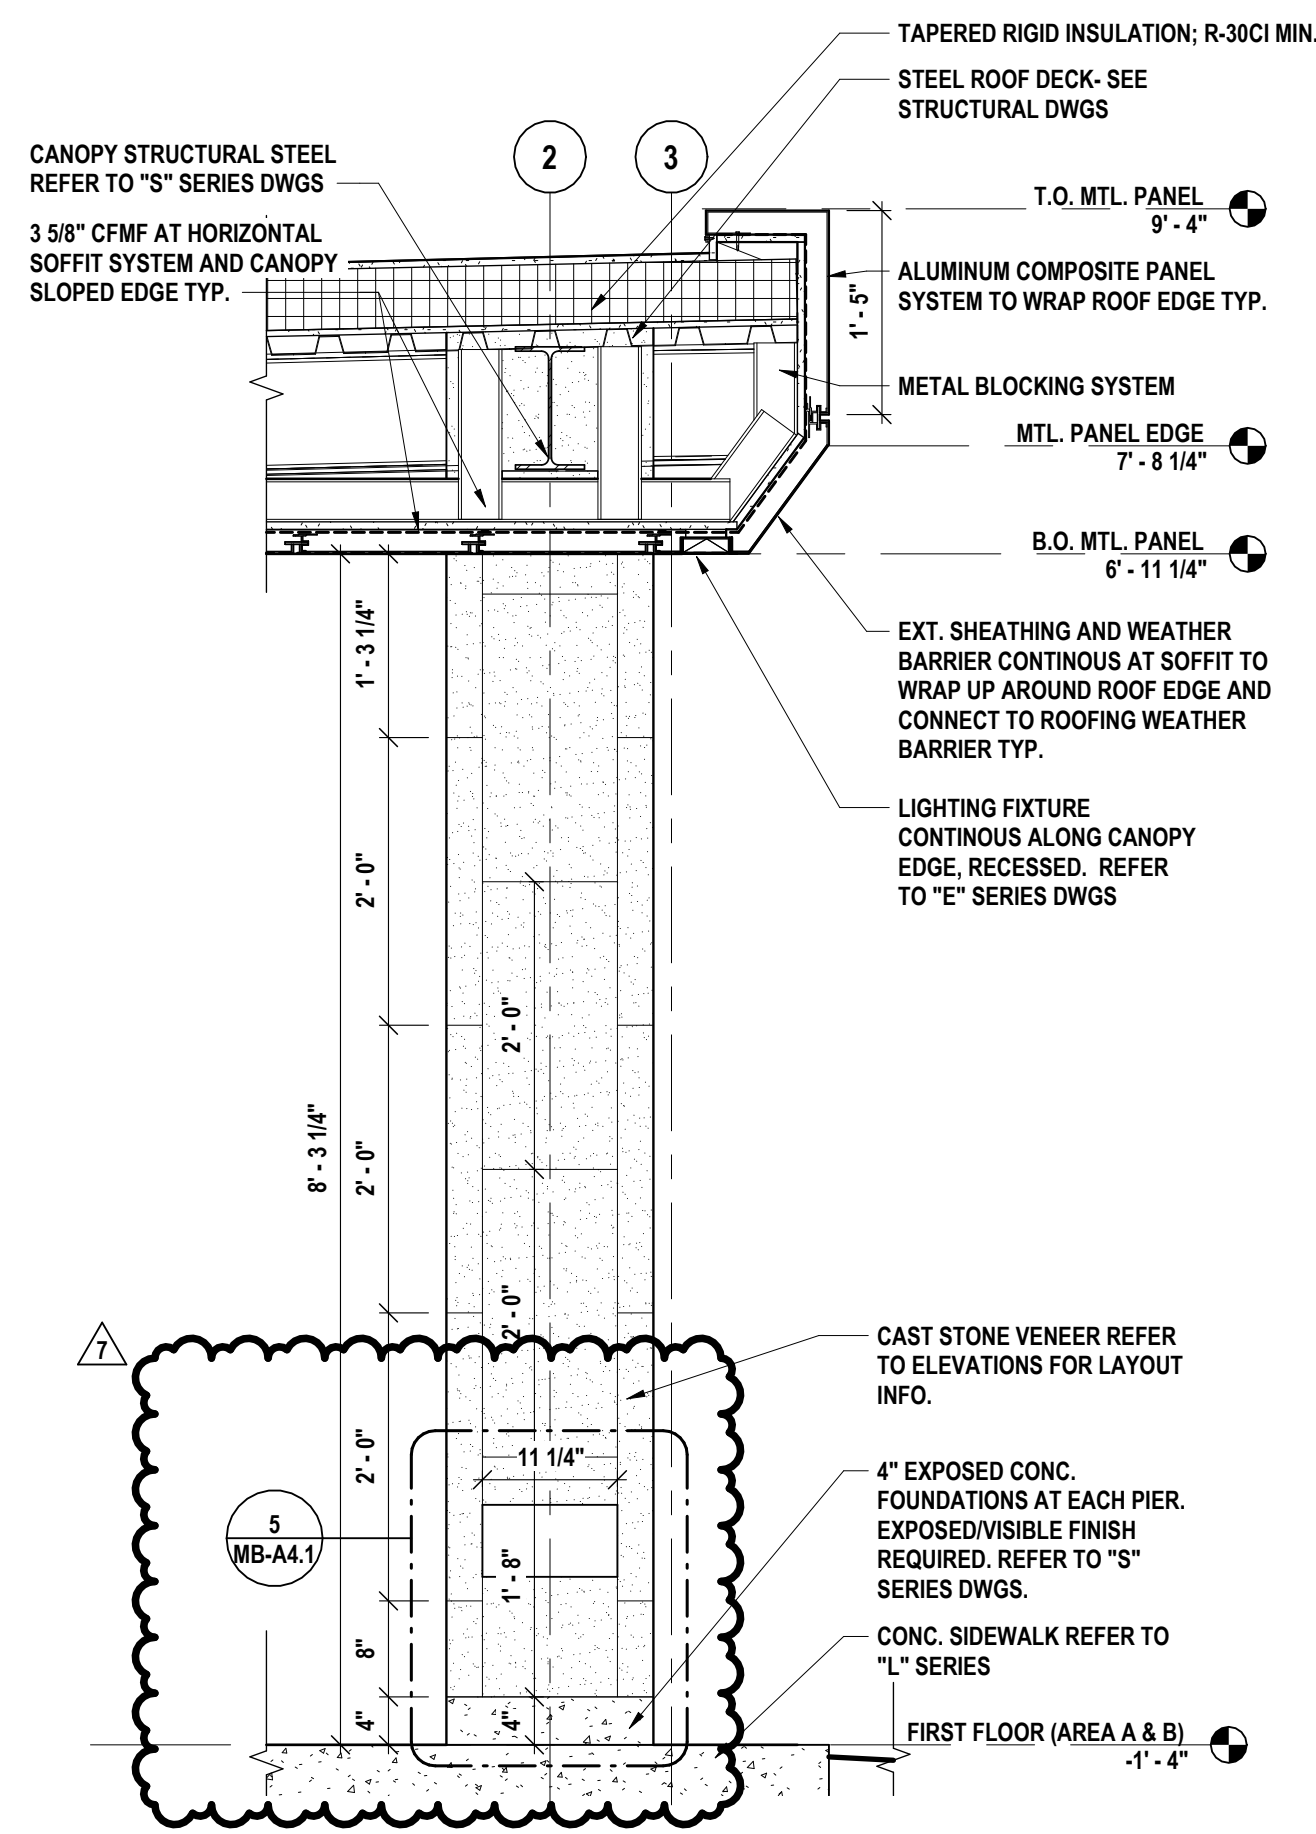 TAPERED RIGID INSULATION; R-30CI MIN.
STEEL ROOF DECK- SEE
STRUCTURAL DWGS
CANOPY STRUCTURAL STEEL
REFER TO "S" SERIES DWGS
3 5/8" CFMF AT HORIZONTAL
SOFFIT SYSTEM AND CANOPY
SLOPED EDGE TYP.
2
3
T.O. MTL. PANEL
9' - 4"
ALUMINUM COMPOSITE PANEL
SYSTEM TO WRAP ROOF EDGE TYP.
1' - 5"
METAL BLOCKING SYSTEM
MTL. PANEL EDGE
7' - 8 1/4"
B.O. MTL. PANEL
6' - 11 1/4"
EXT. SHEATHING AND WEATHER
BARRIER CONTINOUS AT SOFFIT TO
WRAP UP AROUND ROOF EDGE AND
CONNECT TO ROOFING WEATHER
BARRIER TYP.
LIGHTING FIXTURE
CONTINOUS ALONG CANOPY
EDGE, RECESSED. REFER
TO "E" SERIES DWGS
1' - 3 1/4"
2' - 0"
2' - 0"
8' - 3 1/4"
2' - 0"
2' - 0"
7
CAST STONE VENEER REFER
TO ELEVATIONS FOR LAYOUT
INFO.
2' - 0"
11 1/4"
5
MB-A4.1
1' - 8"
4" EXPOSED CONC.
FOUNDATIONS AT EACH PIER.
EXPOSED/VISIBLE FINISH
REQUIRED. REFER TO "S"
SERIES DWGS.
8"
4"
4"
CONC. SIDEWALK REFER TO
"L" SERIES
FIRST FLOOR (AREA A & B)
-1' - 4"